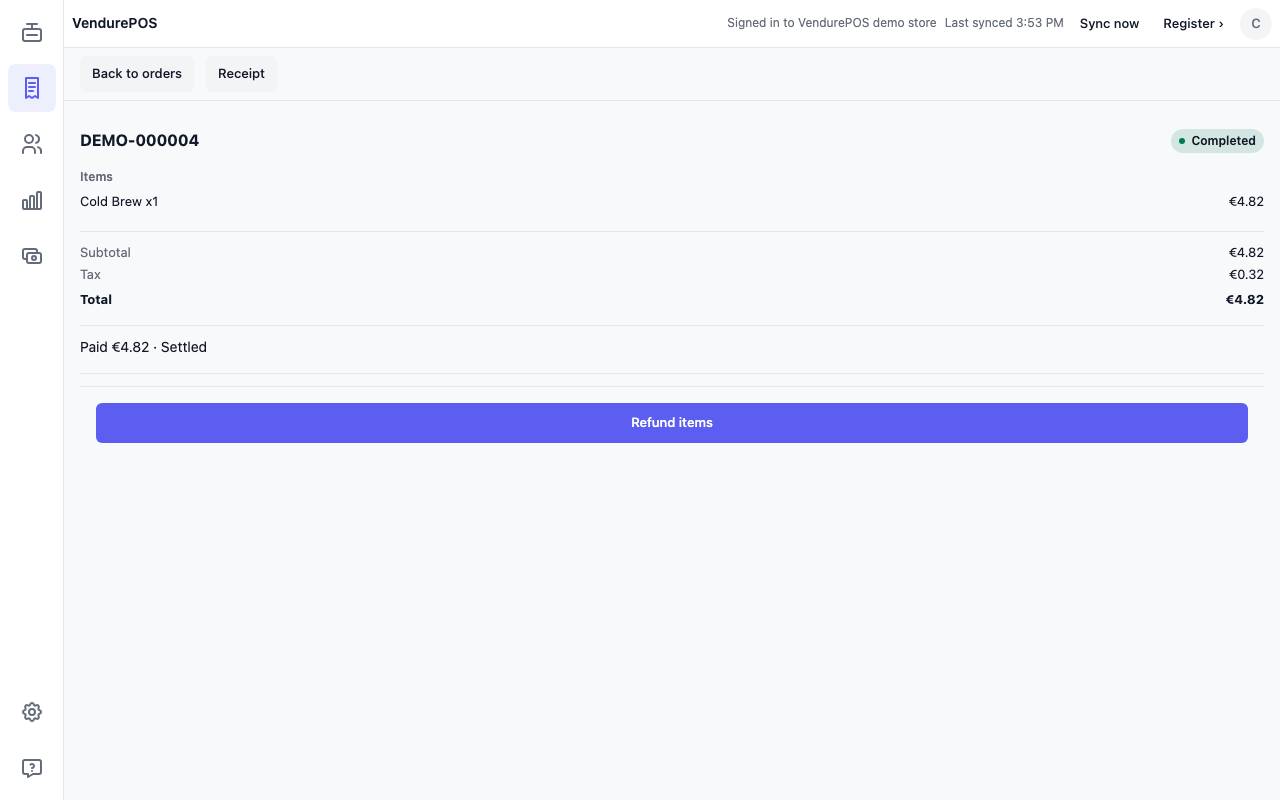 VendurePOS
Signed in to VendurePOS demo store Last synced 3:53 PM Sync now Register › C
Back to orders Receipt
DEMO-000004 Completed
Items
Cold Brew x1 €4.82
Subtotal €4.82
Tax €0.32
Total €4.82
Paid €4.82 · Settled
Refund items